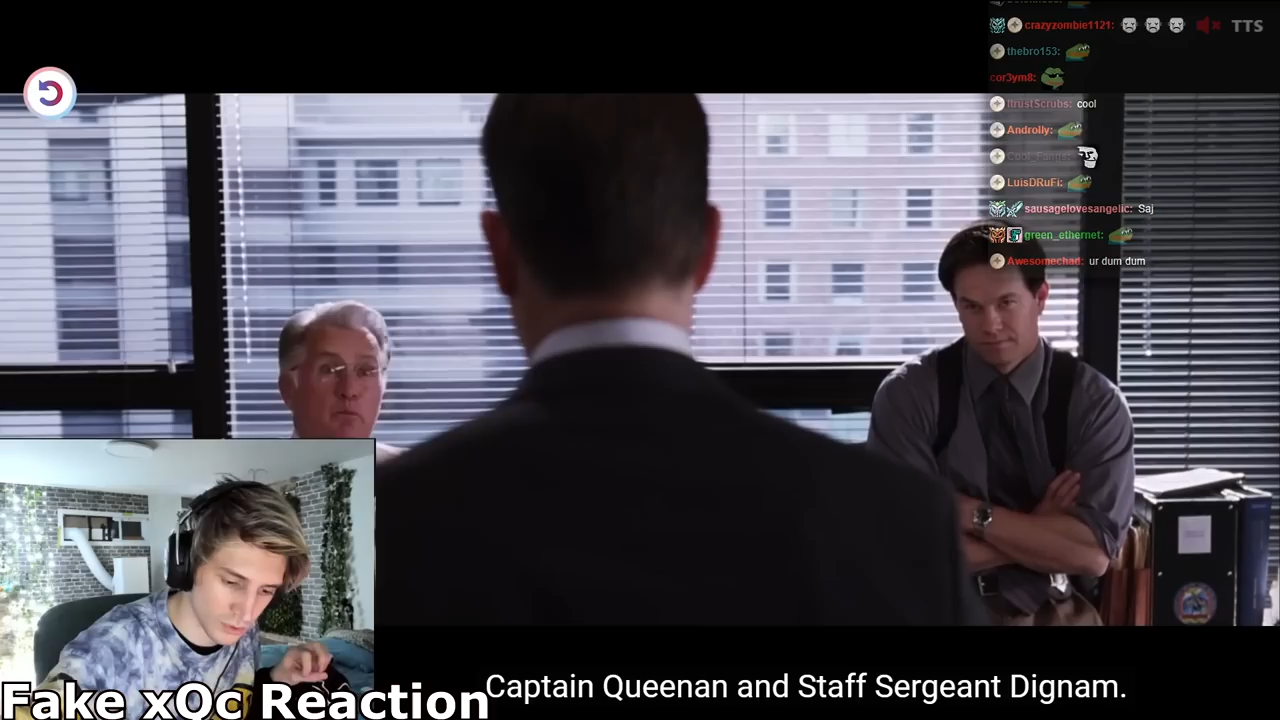 crazyzombie1121: TTS
thebro153:
cor3ym8:
ItrustScrubs: cool
Androlly:
LuisDRuFi:
sausagelovesangelic: Saj
green_ethernet:
Awesomechad: ur dum dum
Fake xQc Reaction
Captain Queenan and Staff Sergeant Dignam.